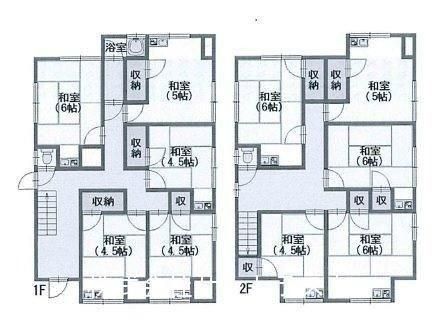 浴室
収納
和室
(5帖)
和室
(6帖)
収納
和室
(4.5帖)
収納
収
和室
(4.5帖)
和室
(4.5帖)
1F
収納
収納
和室
(5帖)
和室
(6帖)
和室
(6帖)
収
収
和室
(4.5帖)
和室
(6帖)
収
2F